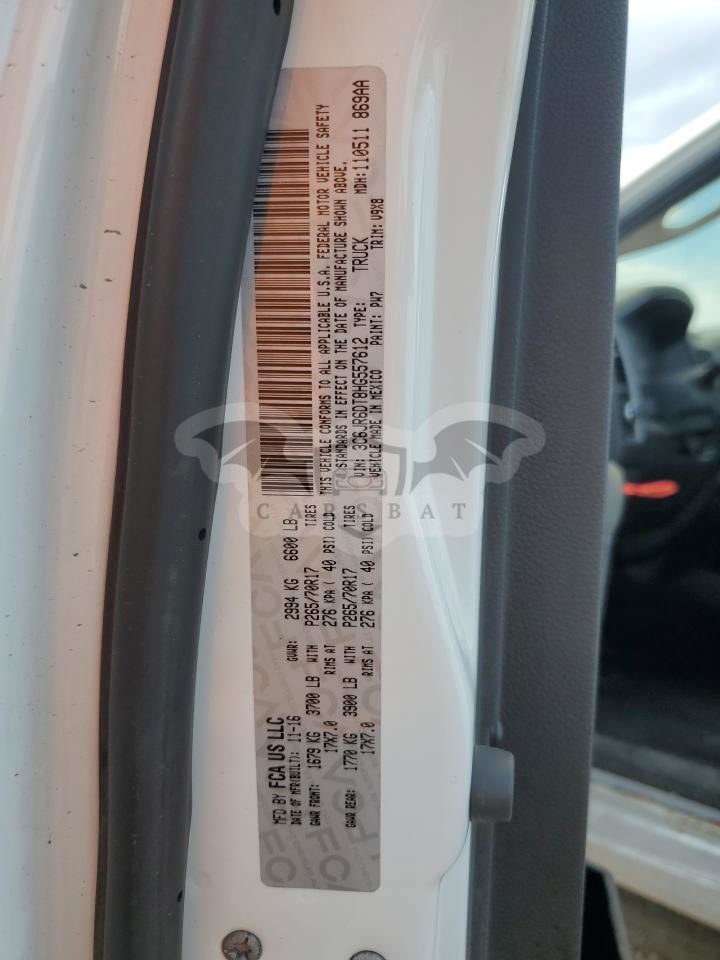 MFD BY FCA US LLC
DATE OF MFR(BUILT): 11-16 GVWR: 2994 KG 6600 LB
GAWR FRONT: 1679 KG 3700 LB WITH P265/70R17 TIRES
17X7.0 RIMS AT 276 KPA ( 40 PSI) COLD
GAWR REAR: 1770 KG 3900 LB WITH P265/70R17 TIRES
17X7.0 RIMS AT 276 KPA ( 40 PSI) COLD
THIS VEHICLE CONFORMS TO ALL APPLICABLE U.S.A. FEDERAL MOTOR VEHICLE SAFETY
STANDARDS IN EFFECT ON THE DATE OF MANUFACTURE SHOWN ABOVE.
VIN: 3C6JR6DT8HG557612 TYPE: TRUCK MDH: 110511 869AA
VEHICLE MADE IN MEXICO PAINT: PW7 TRIM: V9X8
CARSBAT